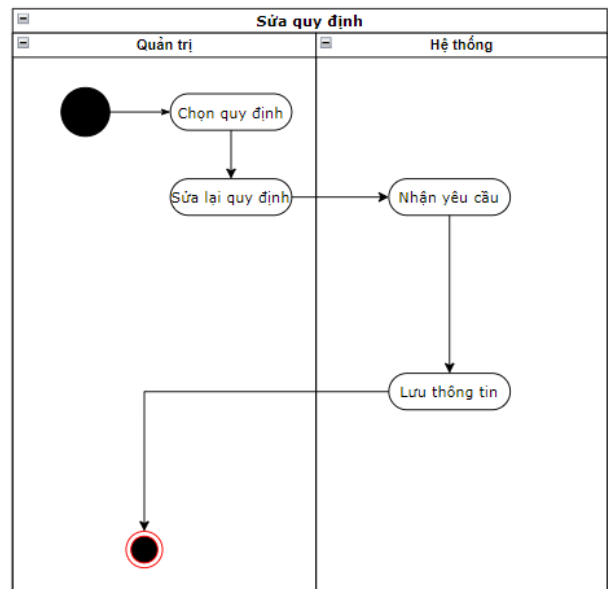 Sửa quy định
Quản trị
Hệ thống
Chọn quy định
Sửa lại quy định
Nhận yêu cầu
Lưu thông tin